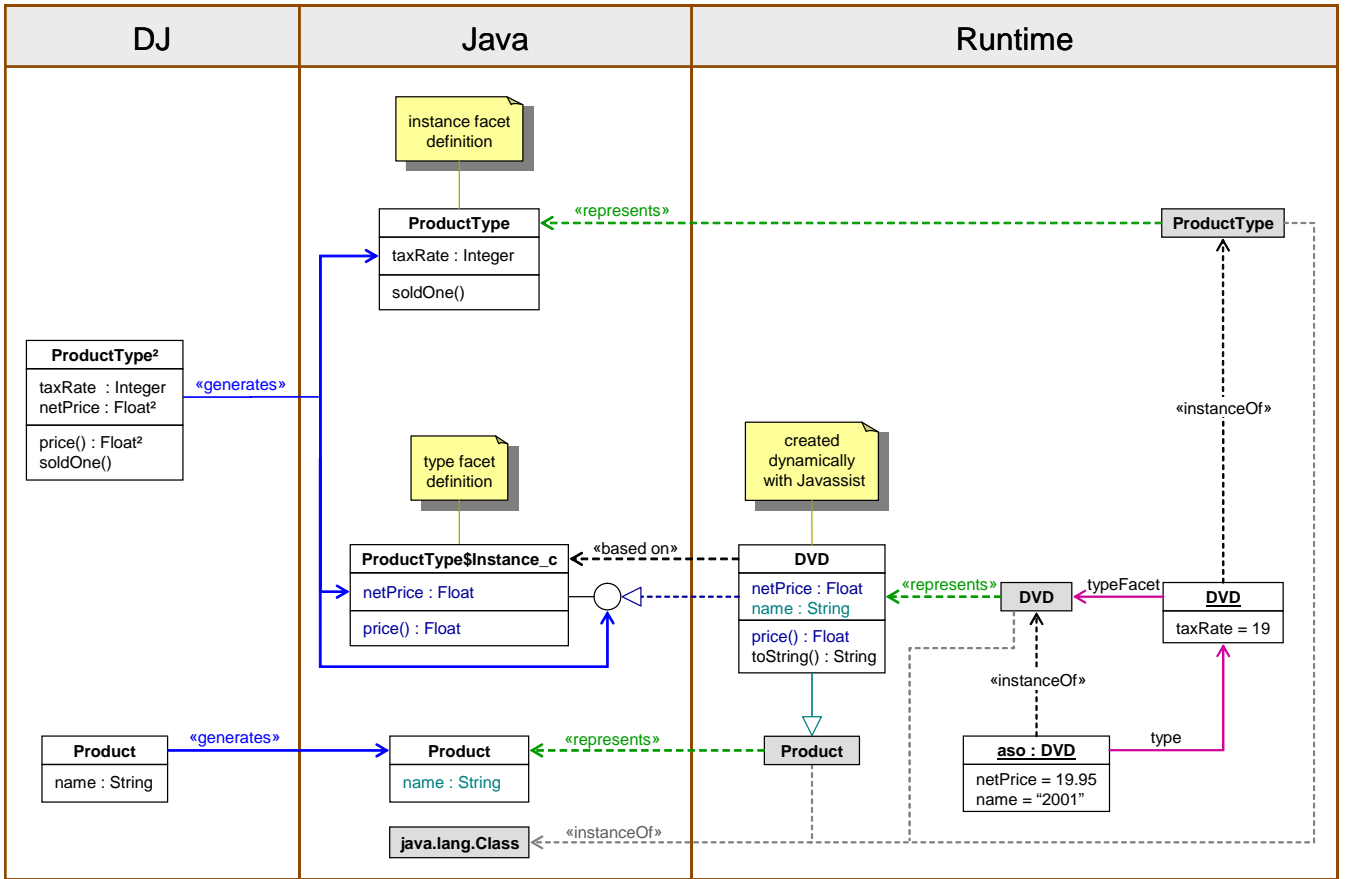 DJ
Java
Runtime
instance facet
definition
ProductType
taxRate : Integer
soldOne()
«represents»
ProductType
ProductType²
taxRate : Integer
netPrice : Float²
price() : Float²
soldOne()
«generates»
«instanceOf»
type facet
definition
created
dynamically
with Javassist
ProductType$Instance_c
netPrice : Float
price() : Float
«based on»
DVD
netPrice : Float
name : String
price() : Float
toString() : String
«represents»
DVD
typeFacet
DVD
taxRate = 19
«instanceOf»
Product
name : String
«generates»
Product
name : String
«represents»
Product
aso : DVD
netPrice = 19.95
name = “2001”
type
java.lang.Class
«instanceOf»